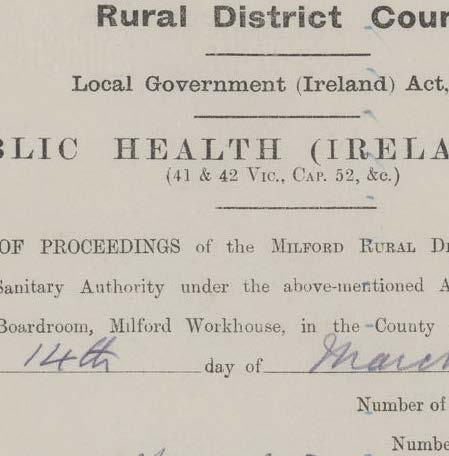 Rural District Cour
Local Government (Ireland) Act,
BLIC HEALTH (IRELA
(41 & 42 Vic., Cap. 52, &c.)
OF PROCEEDINGS of the Milford Rural Di
Sanitary Authority under the above-mentioned A
Boardroom, Milford Workhouse, in the County
14th day of March
Number of
Numbe